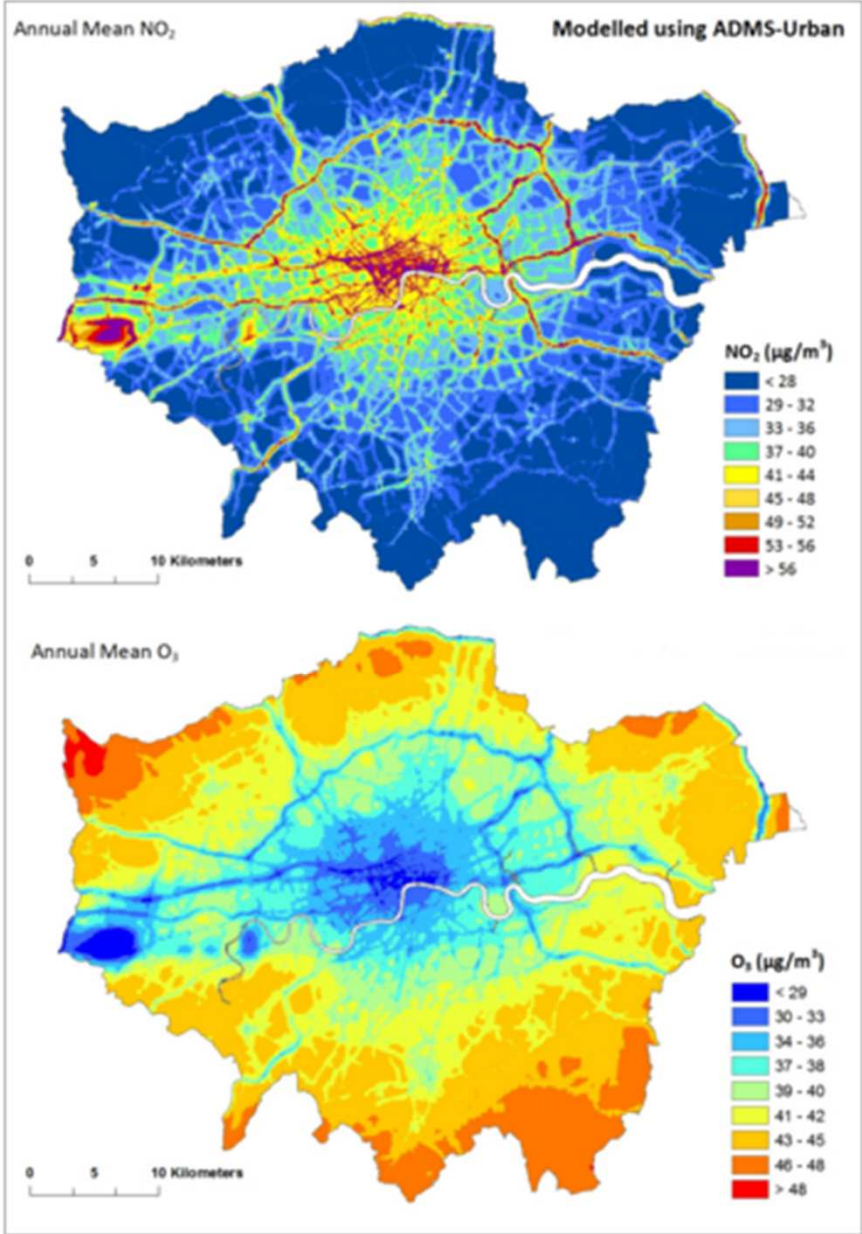 Annual Mean NO₂
Modelled using ADMS-Urban
NO₂ (µg/m³)
< 28
29 - 32
33 - 36
37 - 40
41 - 44
45 - 48
49 - 52
53 - 56
> 56
0 5 10 Kilometers
Annual Mean O₃
O₃ (µg/m³)
< 29
30 - 33
34 - 36
37 - 38
39 - 40
41 - 42
43 - 45
46 - 48
> 48
0 5 10 Kilometers